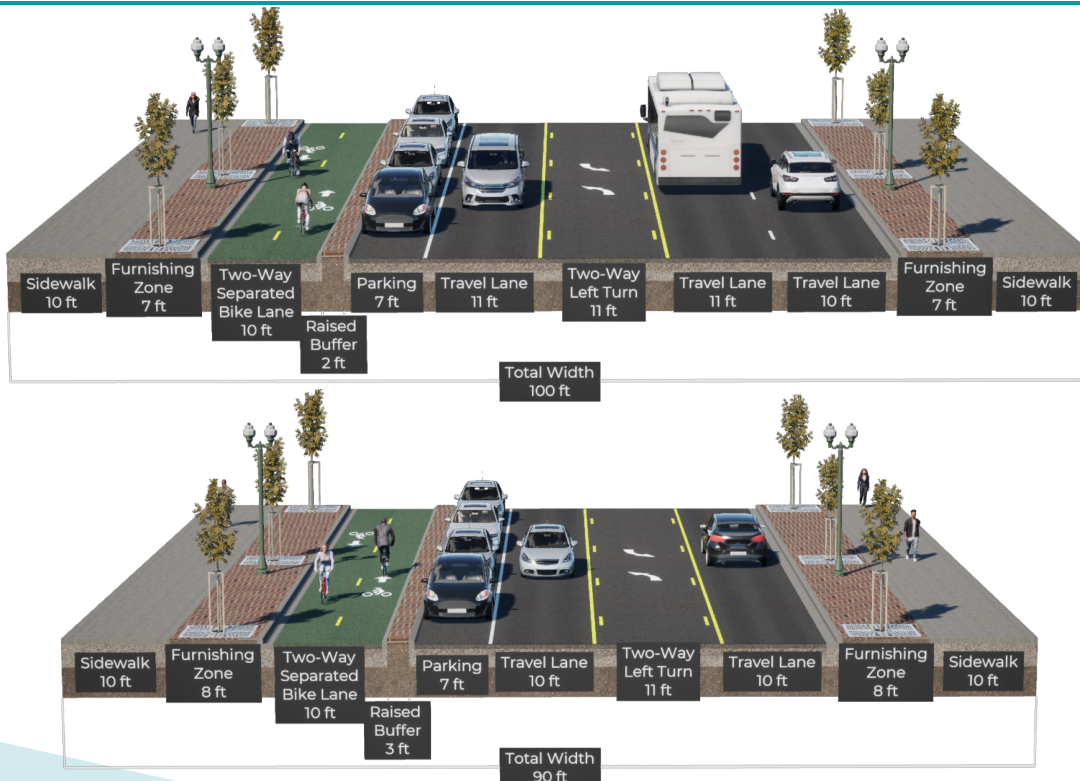 Sidewalk
10 ft
Furnishing
Zone
7 ft
Two-Way
Separated
Bike Lane
10 ft
Raised
Buffer
2 ft
Parking
7 ft
Travel Lane
11 ft
Two-Way
Left Turn
11 ft
Travel Lane
11 ft
Travel Lane
10 ft
Furnishing
Zone
7 ft
Sidewalk
10 ft
Total Width
100 ft
Sidewalk
10 ft
Furnishing
Zone
8 ft
Two-Way
Separated
Bike Lane
10 ft
Raised
Buffer
3 ft
Parking
7 ft
Travel Lane
10 ft
Two-Way
Left Turn
11 ft
Travel Lane
10 ft
Furnishing
Zone
8 ft
Sidewalk
10 ft
Total Width
90 ft